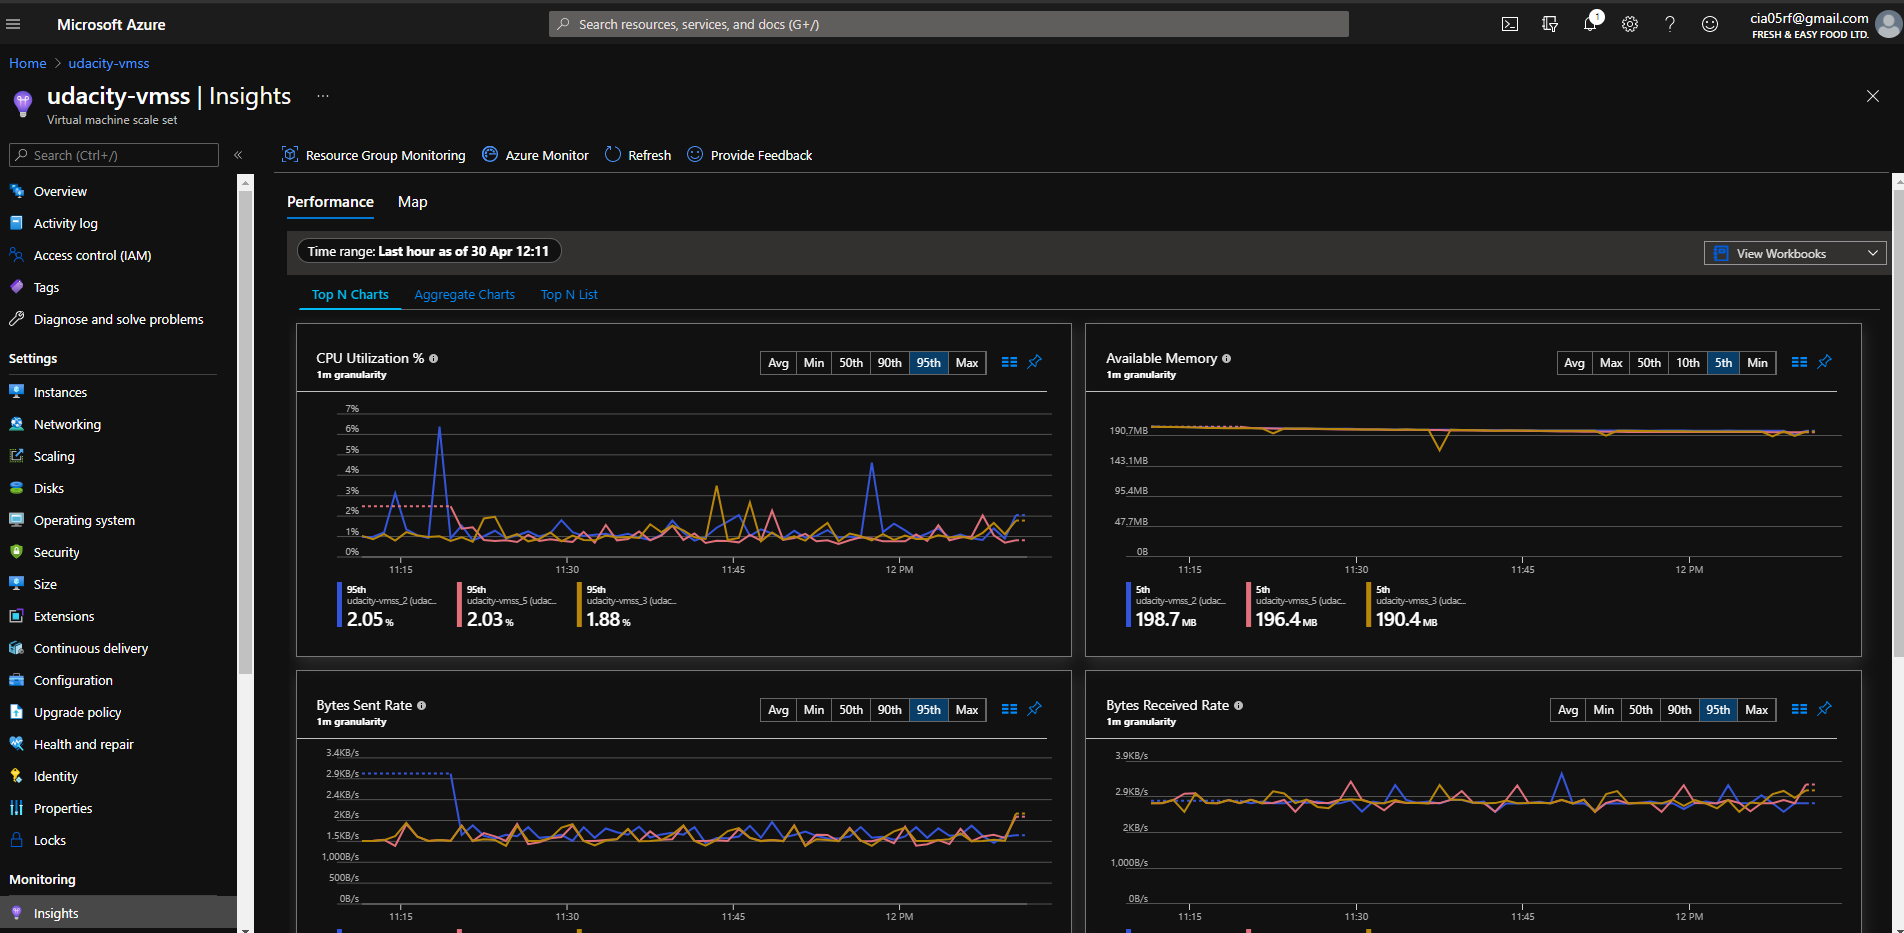 Microsoft Azure
Search resources, services, and docs (G+/)
1
cia05rf@gmail.com
FRESH & EASY FOOD LTD.
Home > udacity-vmss
udacity-vmss | Insights ...
Virtual machine scale set
Search (Ctrl+/)
«
Overview
Activity log
Access control (IAM)
Tags
Diagnose and solve problems
Settings
Instances
Networking
Scaling
Disks
Operating system
Security
Size
Extensions
Continuous delivery
Configuration
Upgrade policy
Health and repair
Identity
Properties
Locks
Monitoring
Insights
Resource Group Monitoring Azure Monitor Refresh Provide Feedback
Performance Map
Time range: Last hour as of 30 Apr 12:11
View Workbooks
Top N Charts Aggregate Charts Top N List
CPU Utilization %
1m granularity
Avg Min 50th 90th 95th Max
7%
6%
5%
4%
3%
2%
1%
0%
11:15 11:30 11:45 12 PM
95th
udacity-vmss_2 (udac...
2.05 %
95th
udacity-vmss_5 (udac...
2.03 %
95th
udacity-vmss_3 (udac...
1.88 %
Available Memory
1m granularity
Avg Max 50th 10th 5th Min
190.7MB
143.1MB
95.4MB
47.7MB
0B
11:15 11:30 11:45 12 PM
5th
udacity-vmss_2 (udac...
198.7 MB
5th
udacity-vmss_5 (udac...
196.4 MB
5th
udacity-vmss_3 (udac...
190.4 MB
Bytes Sent Rate
1m granularity
Avg Min 50th 90th 95th Max
3.4KB/s
2.9KB/s
2.4KB/s
2KB/s
1.5KB/s
1,000B/s
500B/s
0B/s
11:15 11:30 11:45 12 PM
Bytes Received Rate
1m granularity
Avg Min 50th 90th 95th Max
3.9KB/s
2.9KB/s
2KB/s
1,000B/s
0B/s
11:15 11:30 11:45 12 PM